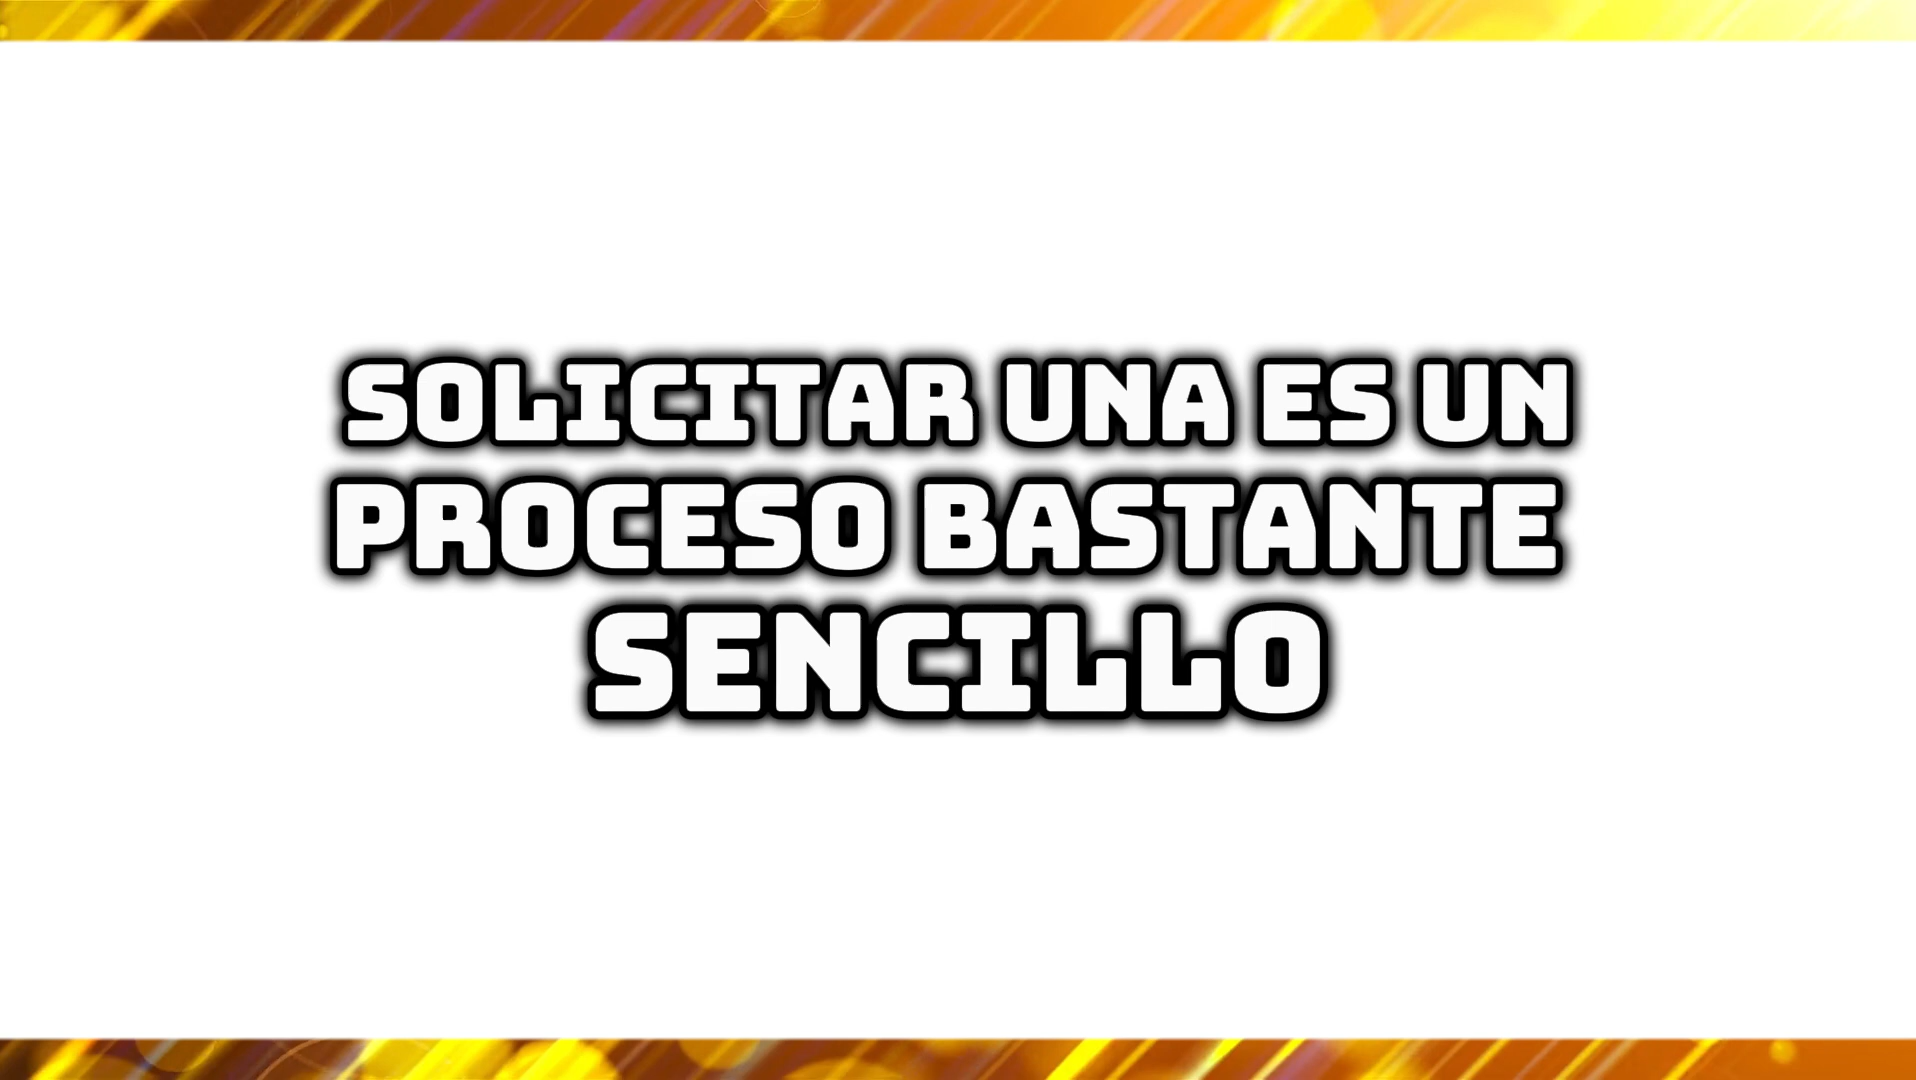 SOLICITAR UNA ES UN
PROCESO BASTANTE
SENCILLO